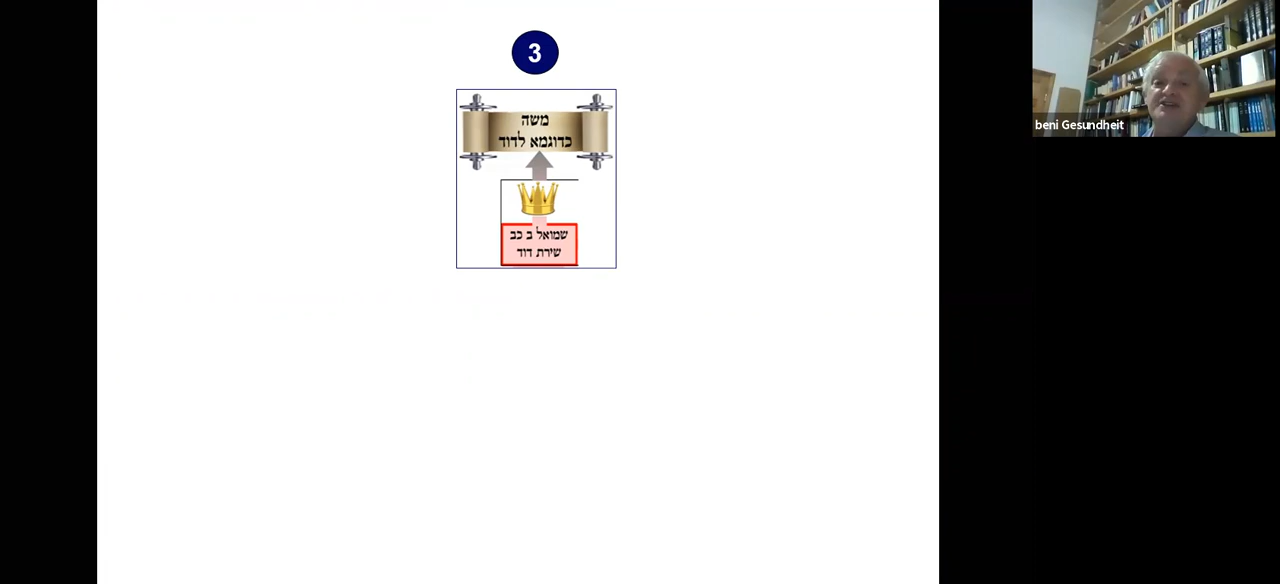 3
משה
כדוגמא לדוד
שמואל ב כב
שירת דוד
beni Gesundheit